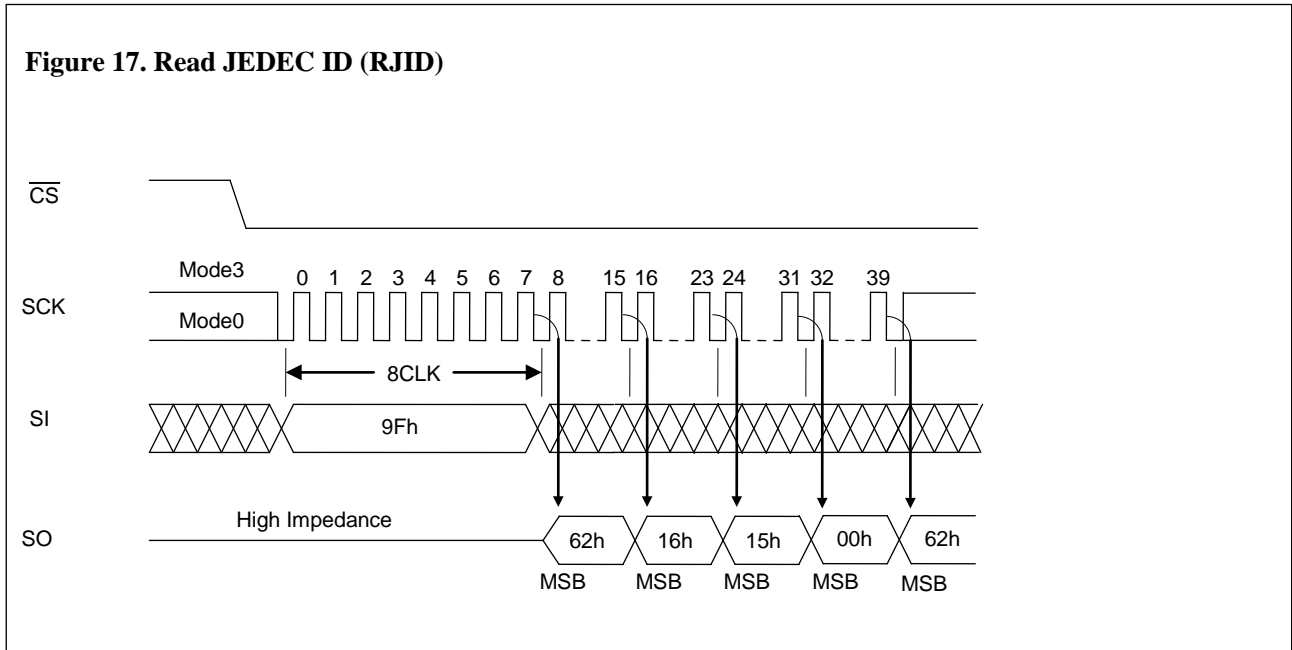 Figure 17. Read JEDEC ID (RJID)
CS
Mode3
0 1 2 3 4 5 6 7 8 15 16 23 24 31 32 39
SCK
Mode0
8CLK
SI
9Fh
High Impedance
SO
62h 16h 15h 00h 62h
MSB MSB MSB MSB MSB